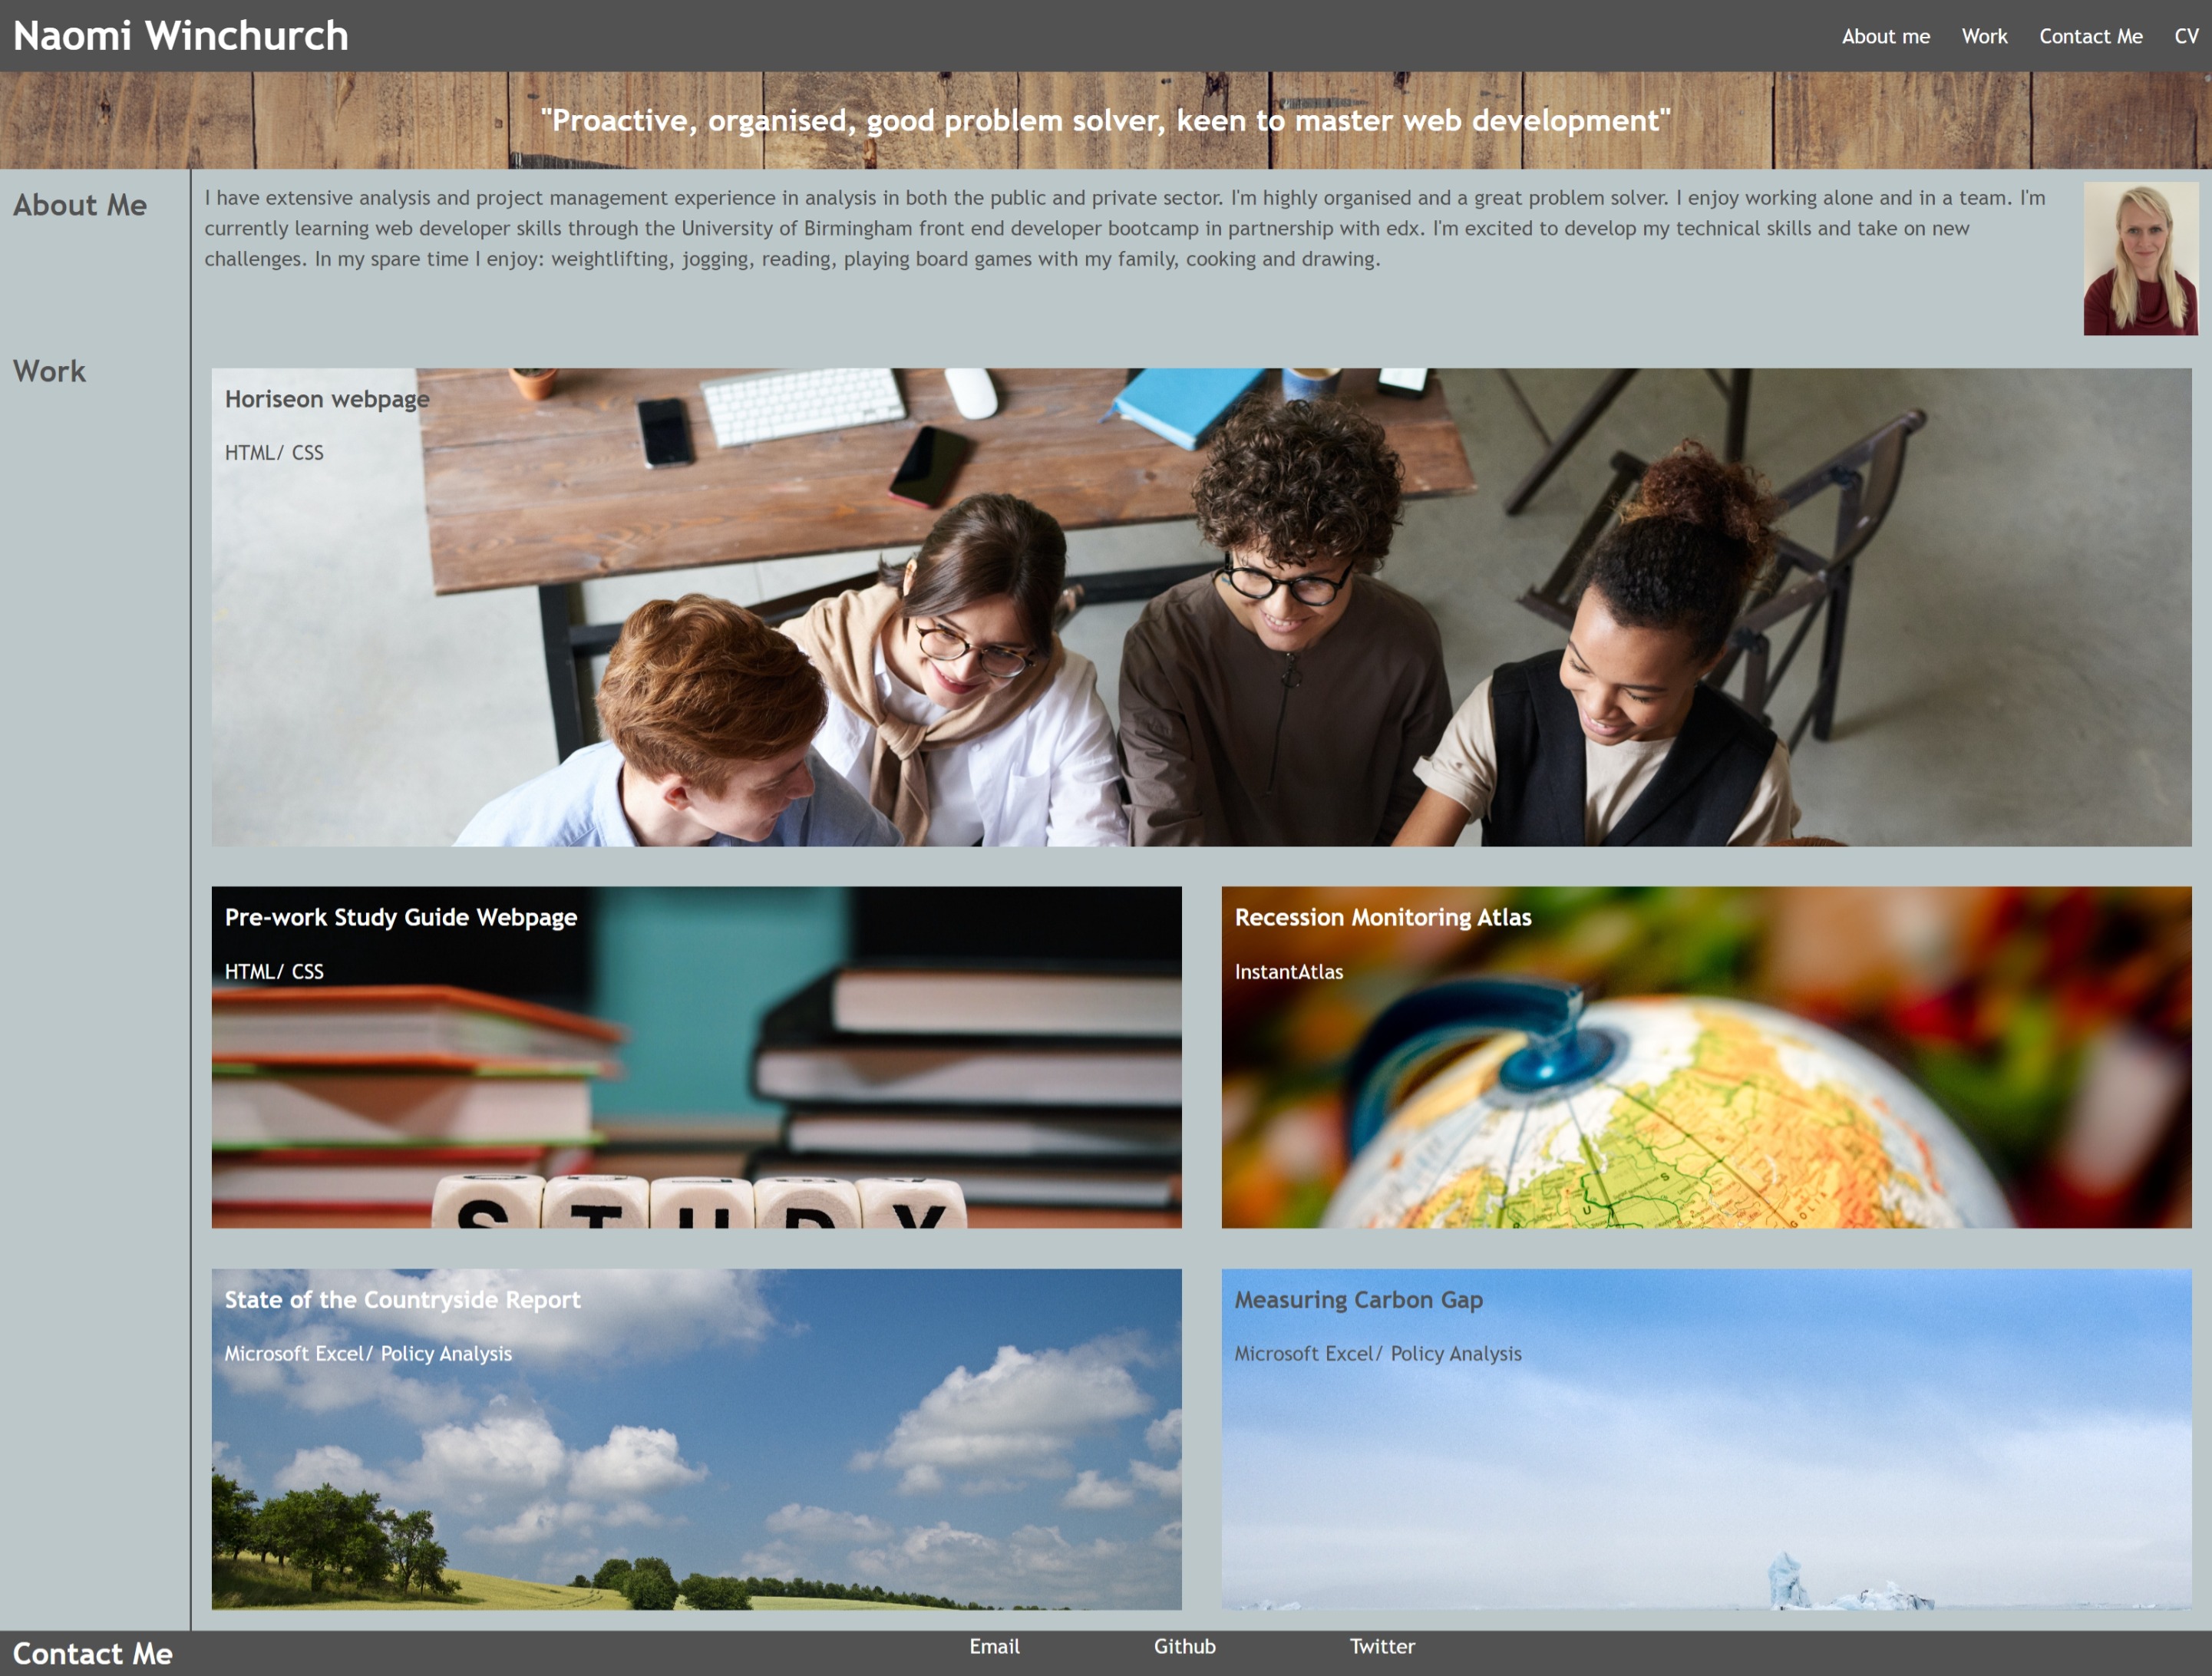 Naomi Winchurch
About me Work Contact Me CV
"Proactive, organised, good problem solver, keen to master web development"
About Me
I have extensive analysis and project management experience in analysis in both the public and private sector. I'm highly organised and a great problem solver. I enjoy working alone and in a team. I'm
currently learning web developer skills through the University of Birmingham front end developer bootcamp in partnership with edx. I'm excited to develop my technical skills and take on new
challenges. In my spare time I enjoy: weightlifting, jogging, reading, playing board games with my family, cooking and drawing.
Work
Horiseon webpage
HTML/ CSS
Pre-work Study Guide Webpage
HTML/ CSS
STUDY
Recession Monitoring Atlas
InstantAtlas
State of the Countryside Report
Microsoft Excel/ Policy Analysis
Measuring Carbon Gap
Microsoft Excel/ Policy Analysis
Contact Me
Email Github Twitter